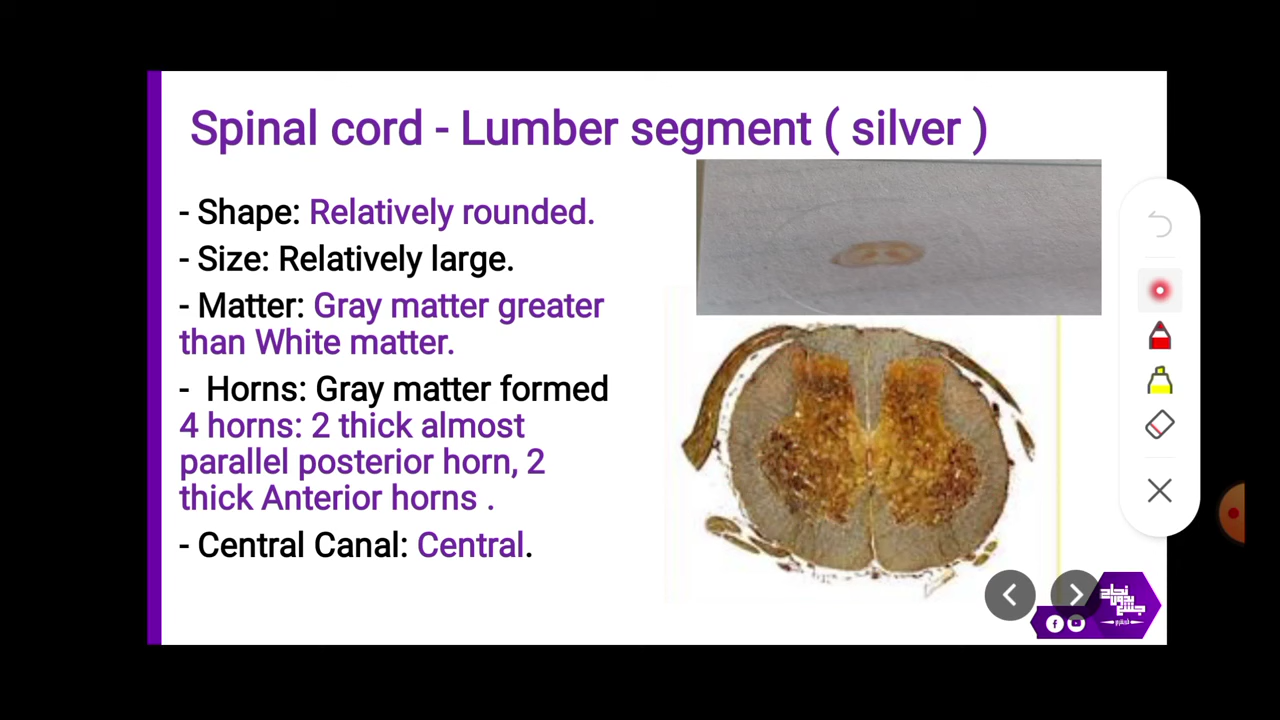 Spinal cord - Lumber segment ( silver )
- Shape: Relatively rounded.
- Size: Relatively large.
- Matter: Gray matter greater
than White matter.
- Horns: Gray matter formed
4 horns: 2 thick almost
parallel posterior horn, 2
thick Anterior horns .
- Central Canal: Central.